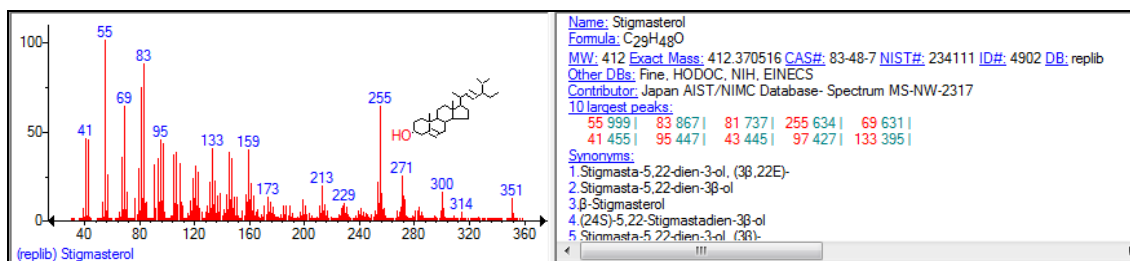 100
50
0
55
83
69
41
95
133
159
173
213
229
255
271
300
314
351
HO
40 80 120 160 200 240 280 320 360
(replib) Stigmasterol
Name: Stigmasterol
Formula: C29H48O
MW: 412 Exact Mass: 412.370516 CAS#: 83-48-7 NIST#: 234111 ID#: 4902 DB: replib
Other DBs: Fine, HODOC, NIH, EINECS
Contributor: Japan AIST/NIMC Database- Spectrum MS-NW-2317
10 largest peaks:
55 999 | 83 867 | 81 737 | 255 634 | 69 631 |
41 455 | 95 447 | 43 445 | 97 427 | 133 395 |
Synonyms:
1.Stigmasta-5,22-dien-3-ol, (3β,22E)-
2.Stigmasta-5,22-dien-3β-ol
3.β-Stigmasterol
4.(24S)-5,22-Stigmastadien-3β-ol
5.Stigmasta-5,22-dien-3-ol, (3β)-